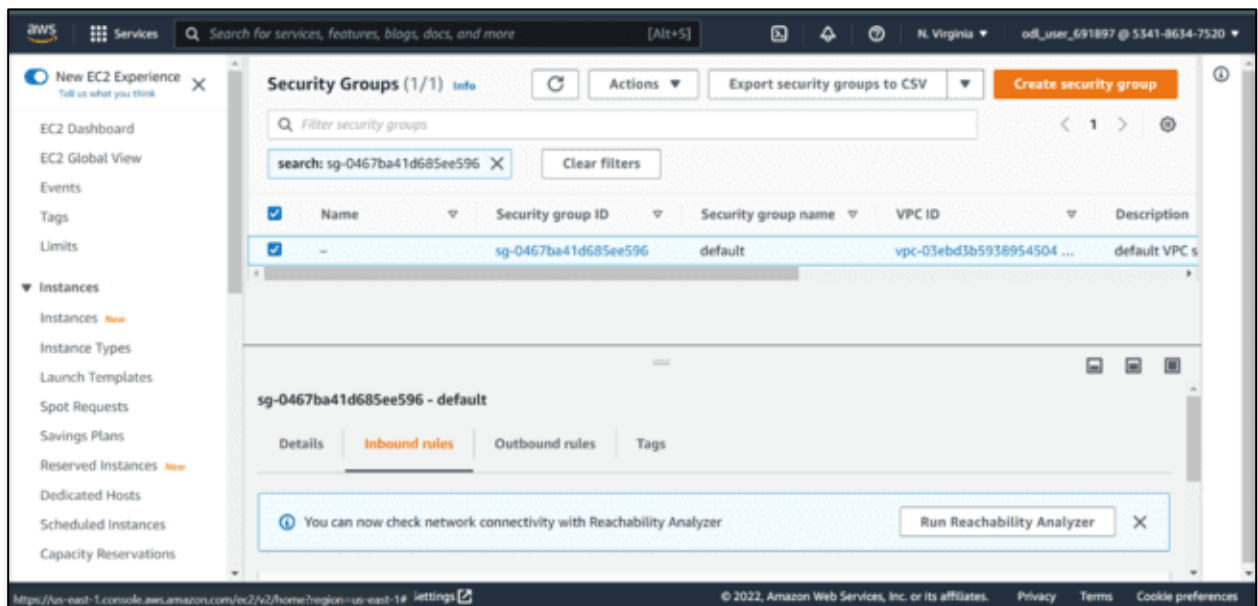 aws
Services
Search for services, features, blogs, docs, and more
[Alt+S]
N. Virginia
odl_user_691897 @ 5341-8634-7520
New EC2 Experience
Tell us what you think
EC2 Dashboard
EC2 Global View
Events
Tags
Limits
Instances
Instances New
Instance Types
Launch Templates
Spot Requests
Savings Plans
Reserved Instances New
Dedicated Hosts
Scheduled Instances
Capacity Reservations
Security Groups (1/1) Info
Actions
Export security groups to CSV
Create security group
Filter security groups
1
search: sg-0467ba41d685ee596
Clear filters
Name Security group ID Security group name VPC ID Description
– sg-0467ba41d685ee596 default vpc-03ebd3b5938954504 ... default VPC s
sg-0467ba41d685ee596 - default
Details Inbound rules Outbound rules Tags
You can now check network connectivity with Reachability Analyzer
Run Reachability Analyzer
https://us-east-1.console.aws.amazon.com/ec2/v2/home?region=us-east-1# iettings
© 2022, Amazon Web Services, Inc. or its affiliates. Privacy Terms Cookie preferences